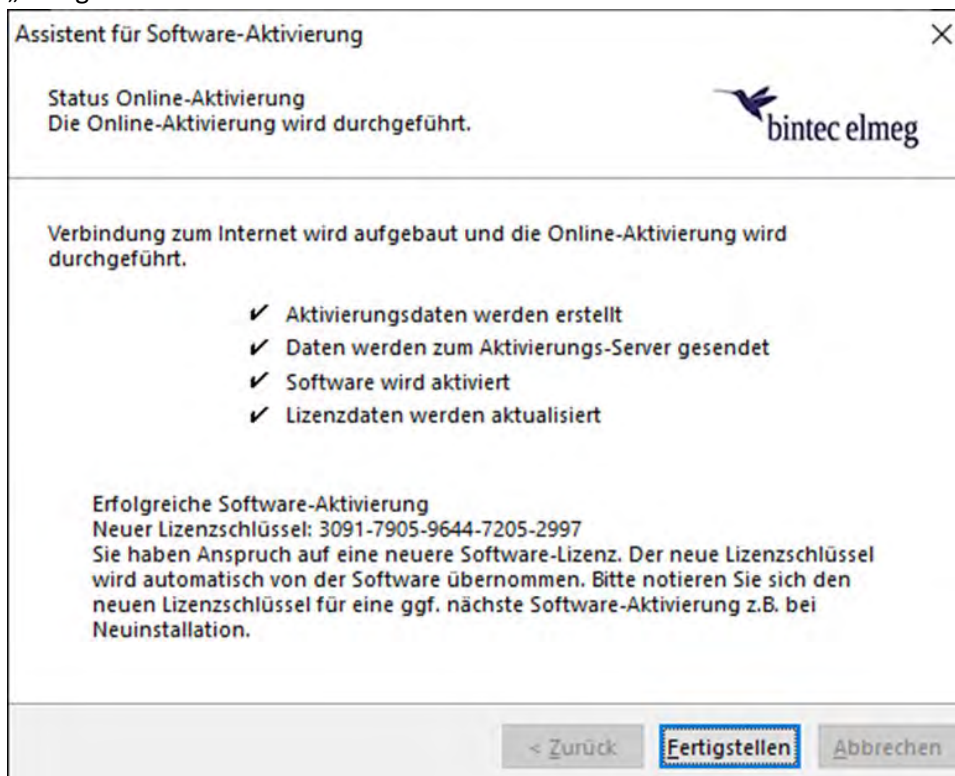 Assistent für Software-Aktivierung
Status Online-Aktivierung
Die Online-Aktivierung wird durchgeführt.
bintec elmeg
Verbindung zum Internet wird aufgebaut und die Online-Aktivierung wird
durchgeführt.
✔ Aktivierungsdaten werden erstellt
✔ Daten werden zum Aktivierungs-Server gesendet
✔ Software wird aktiviert
✔ Lizenzdaten werden aktualisiert
Erfolgreiche Software-Aktivierung
Neuer Lizenzschlüssel: 3091-7905-9644-7205-2997
Sie haben Anspruch auf eine neuere Software-Lizenz. Der neue Lizenzschlüssel
wird automatisch von der Software übernommen. Bitte notieren Sie sich den
neuen Lizenzschlüssel für eine ggf. nächste Software-Aktivierung z.B. bei
Neuinstallation.
< Zurück Fertigstellen Abbrechen